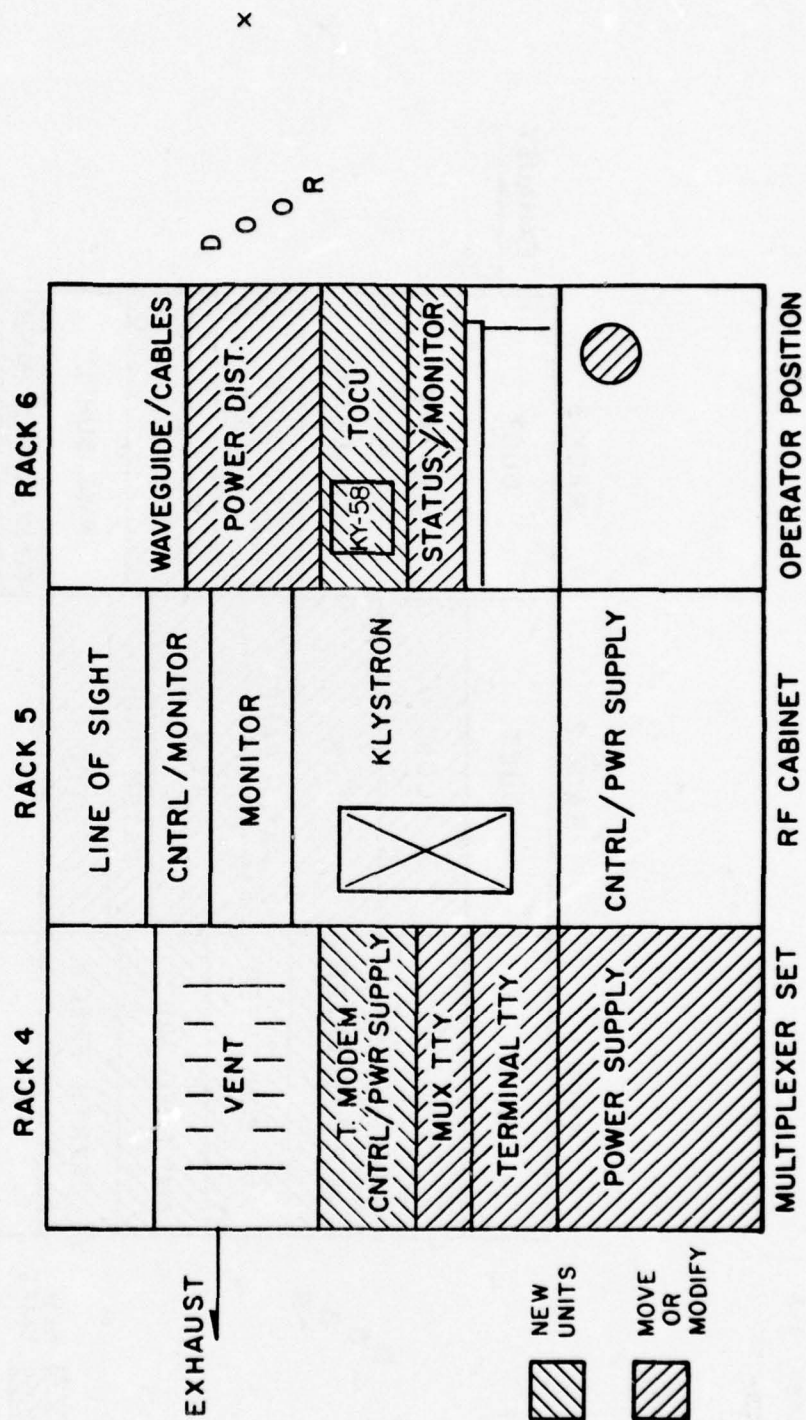 RACK 4
VENT
T. MODEM
CNTRL/PWR SUPPLY
MUX TTY
TERMINAL TTY
POWER SUPPLY
MULTIPLEXER SET
RACK 5
LINE OF SIGHT
CNTRL/MONITOR
MONITOR
KLYSTRON
CNTRL/PWR SUPPLY
RF CABINET
RACK 6
WAVEGUIDE/CABLES
POWER DIST.
KY-58
TOCU
STATUS/MONITOR
OPERATOR POSITION
EXHAUST
DOOR
X
NEW
UNITS
MOVE
OR
MODIFY